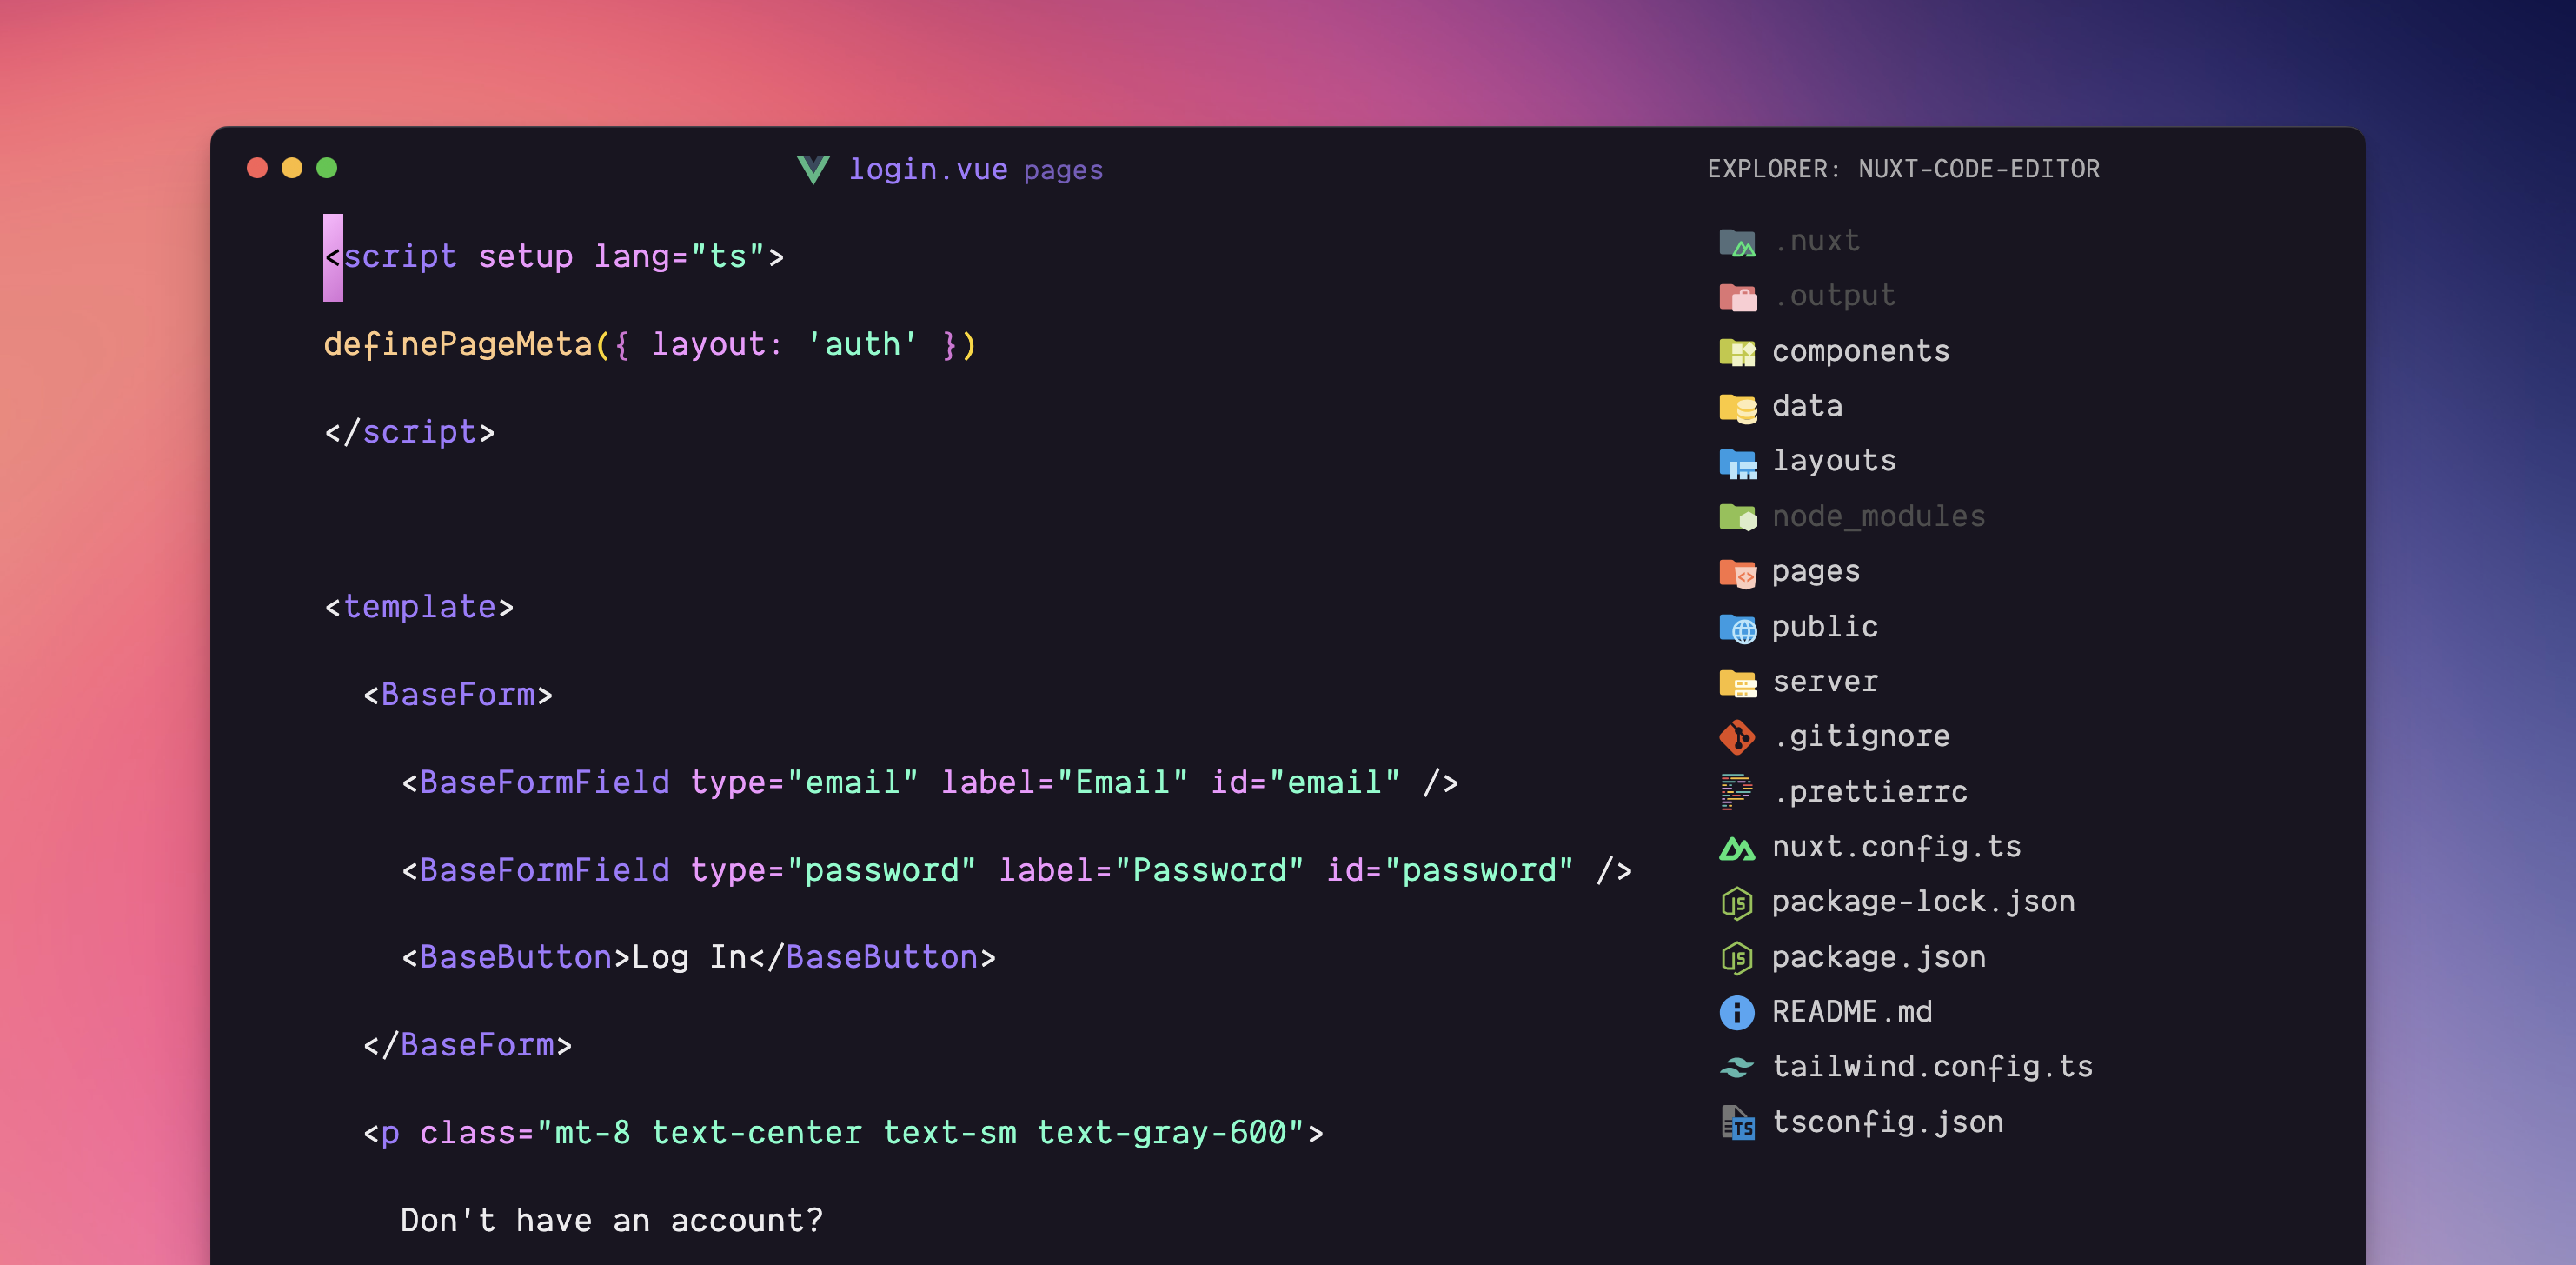 login.vue pages
<script setup lang="ts">
definePageMeta({ layout: 'auth' })
</script>
<template>
<BaseForm>
<BaseFormField type="email" label="Email" id="email" />
<BaseFormField type="password" label="Password" id="password" />
<BaseButton>Log In</BaseButton>
</BaseForm>
<p class="mt-8 text-center text-sm text-gray-600">
Don't have an account?
EXPLORER: NUXT-CODE-EDITOR
.nuxt
.output
components
data
layouts
node_modules
pages
public
server
.gitignore
.prettierrc
nuxt.config.ts
package-lock.json
package.json
README.md
tailwind.config.ts
tsconfig.json